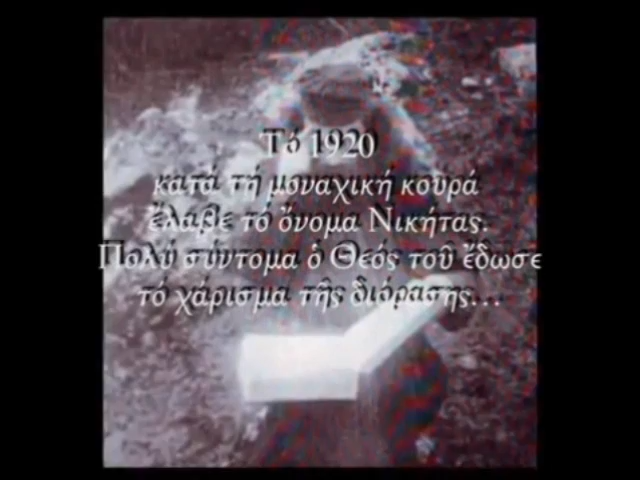 Τό 1920
κατά τή μοναχική κουρά
ἔλαβε τό ὄνομα Νικήτας.
Πολύ σύντομα ὁ Θεός τοῦ ἔδωσε
τό χάρισμα τῆς διόρασης...